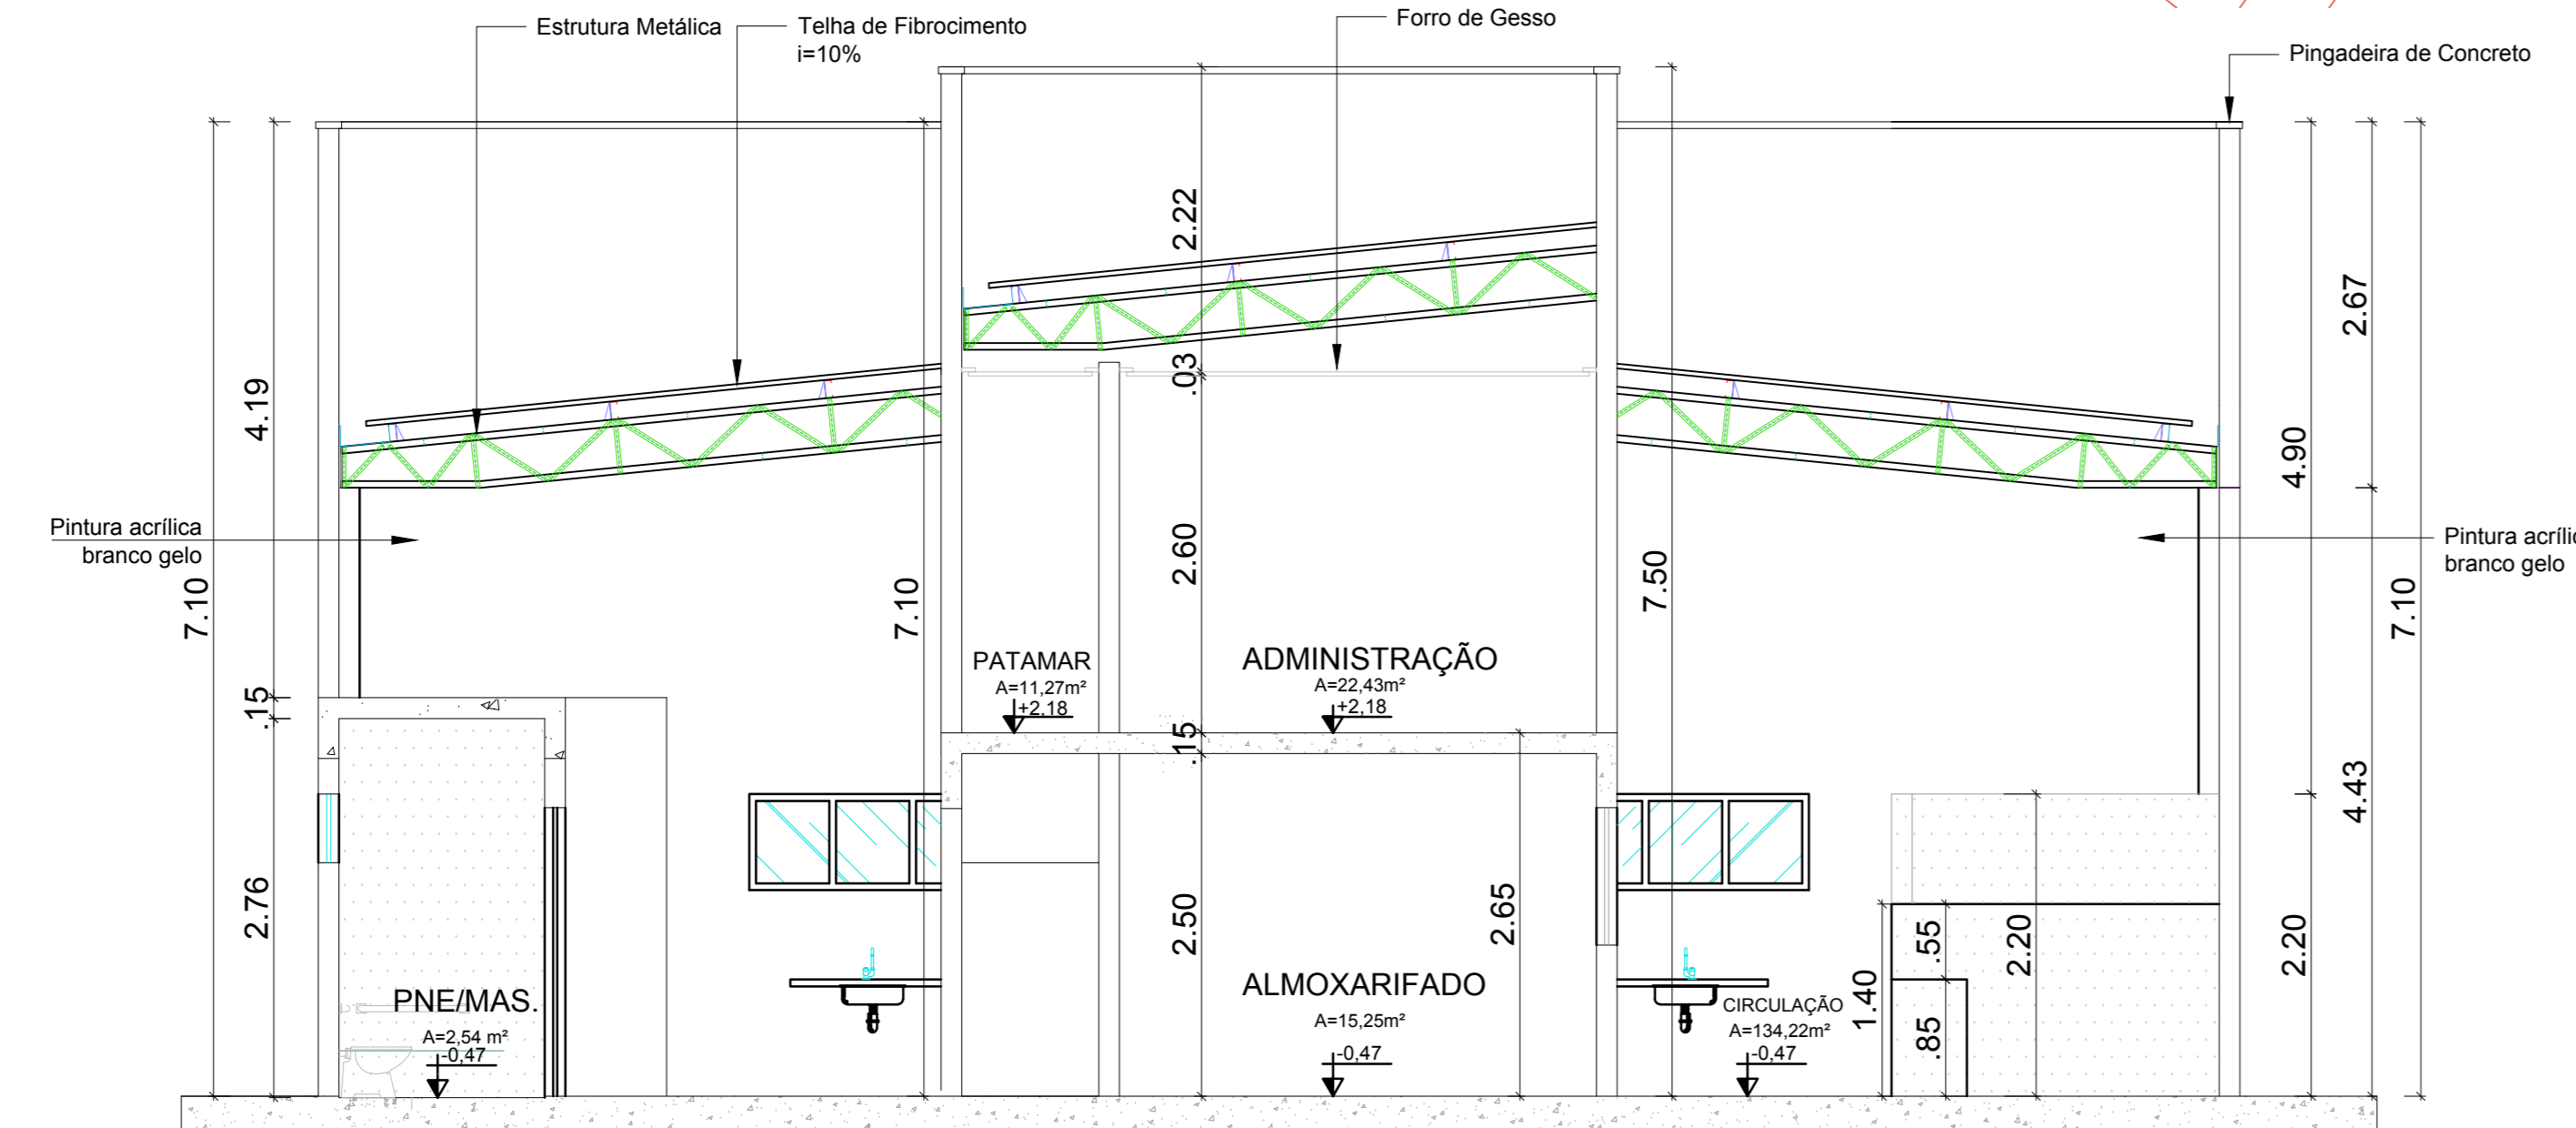 Estrutura Metálica
Telha de Fibrocimento
i=10%
Forro de Gesso
Pingadeira de Concreto
2.22
2.67
.03
4.19
4.90
Pintura acrílica
branco gelo
Pintura acrílic
branco gelo
7.10
7.10
2.60
7.50
7.10
PATAMAR
A=11,27m²
+2,18
ADMINISTRAÇÃO
A=22,43m²
+2,18
.15
.15
4.43
2.76
2.50
2.65
.55
2.20
2.20
PNE/MAS.
A=2,54 m²
-0,47
ALMOXARIFADO
A=15,25m²
-0,47
CIRCULAÇÃO
A=134,22m²
-0,47
1.40
.85